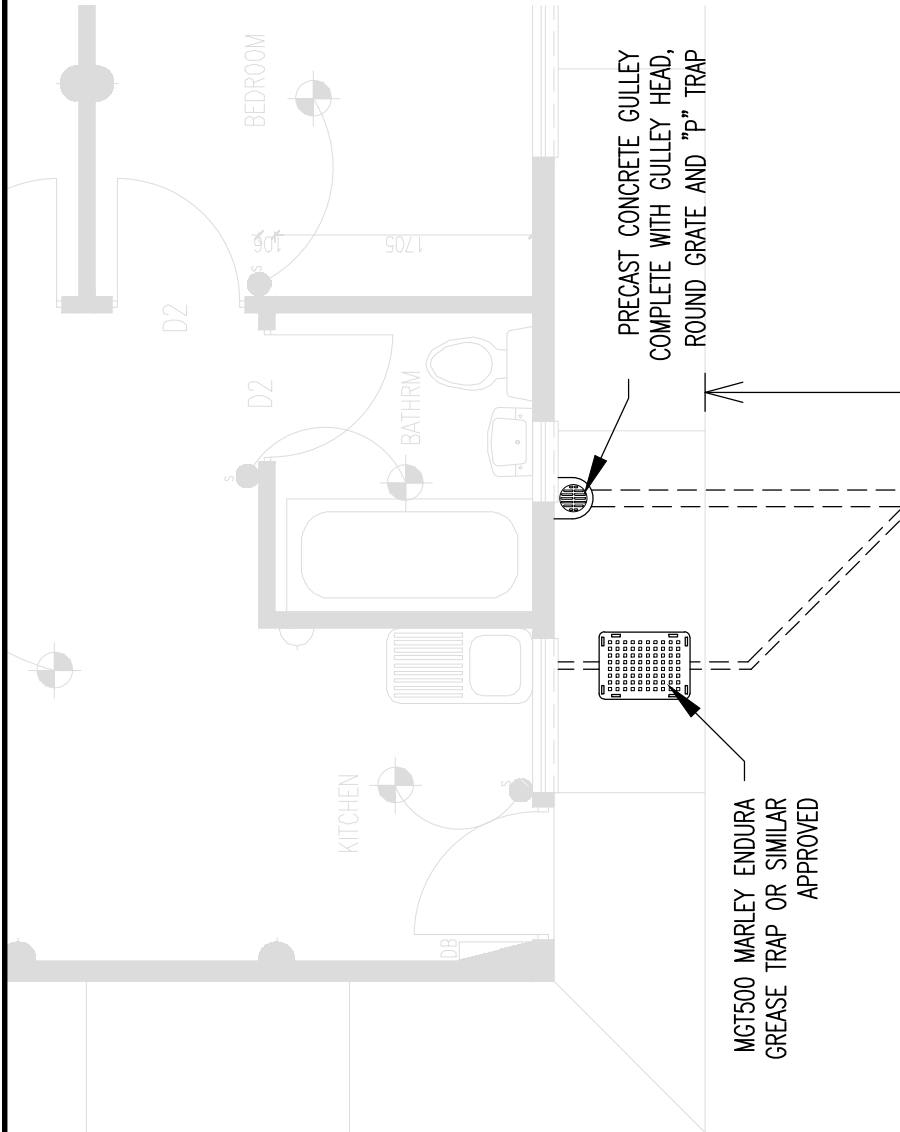 BEDROOM
106
1705
S
D2
D2
S
BATHRM
PRECAST CONCRETE GULLEY
COMPLETE WITH GULLEY HEAD,
ROUND GRATE AND "P" TRAP
KITCHEN
S
DB
MGT500 MARLEY ENDURA
GREASE TRAP OR SIMILAR
APPROVED